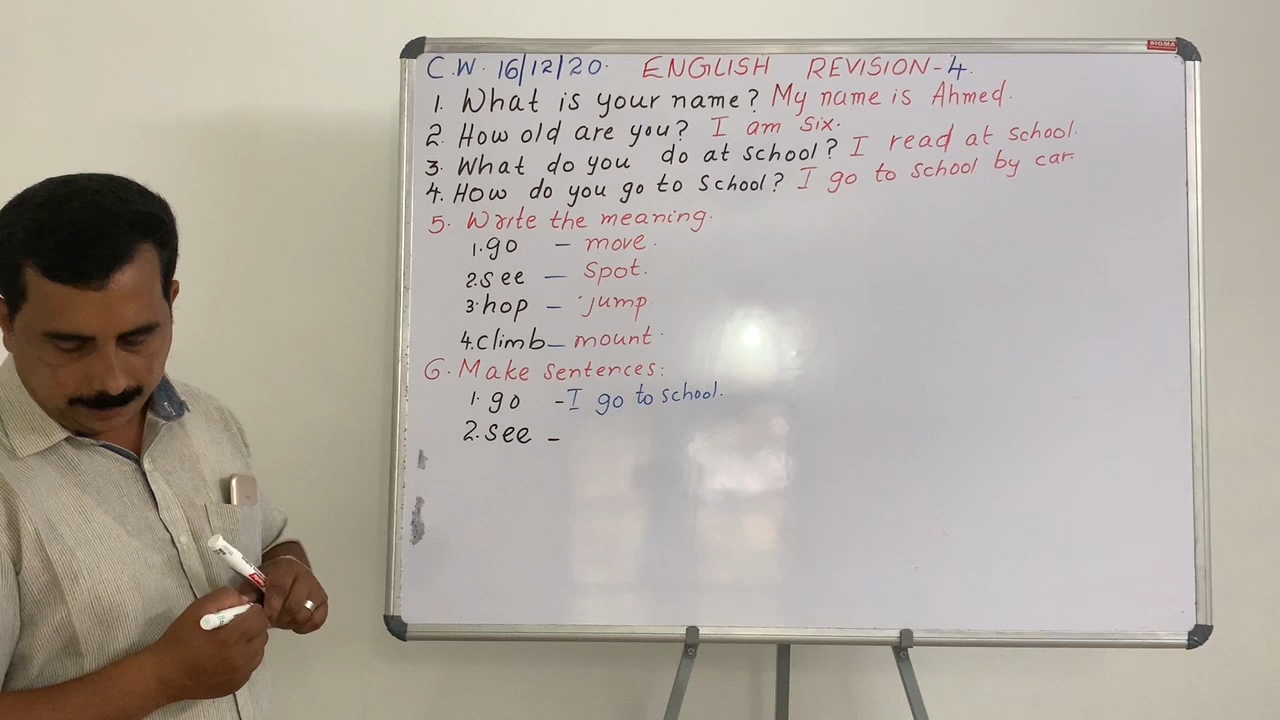 SIGMA
C.W. 16/12/20. ENGLISH REVISION-4.
1. What is your name? My name is Ahmed.
2. How old are you? I am six.
3. What do you do at school? I read at school.
4. How do you go to school? I go to school by car.
5. Write the meaning.
1. go - move.
2. see - spot.
3. hop - jump.
4. climb - mount.
6. Make sentences:
1. go - I go to school.
2. see -